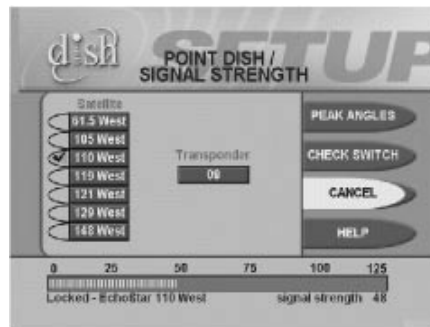 dish
SETUP
POINT DISH /
SIGNAL STRENGTH
Satellite
61.5 West
105 West
110 West
119 West
121 West
129 West
148 West
Transponder
08
PEAK ANGLES
CHECK SWITCH
CANCEL
HELP
0 25 50 75 100 125
Locked - EchoStar 110 West signal strength 48